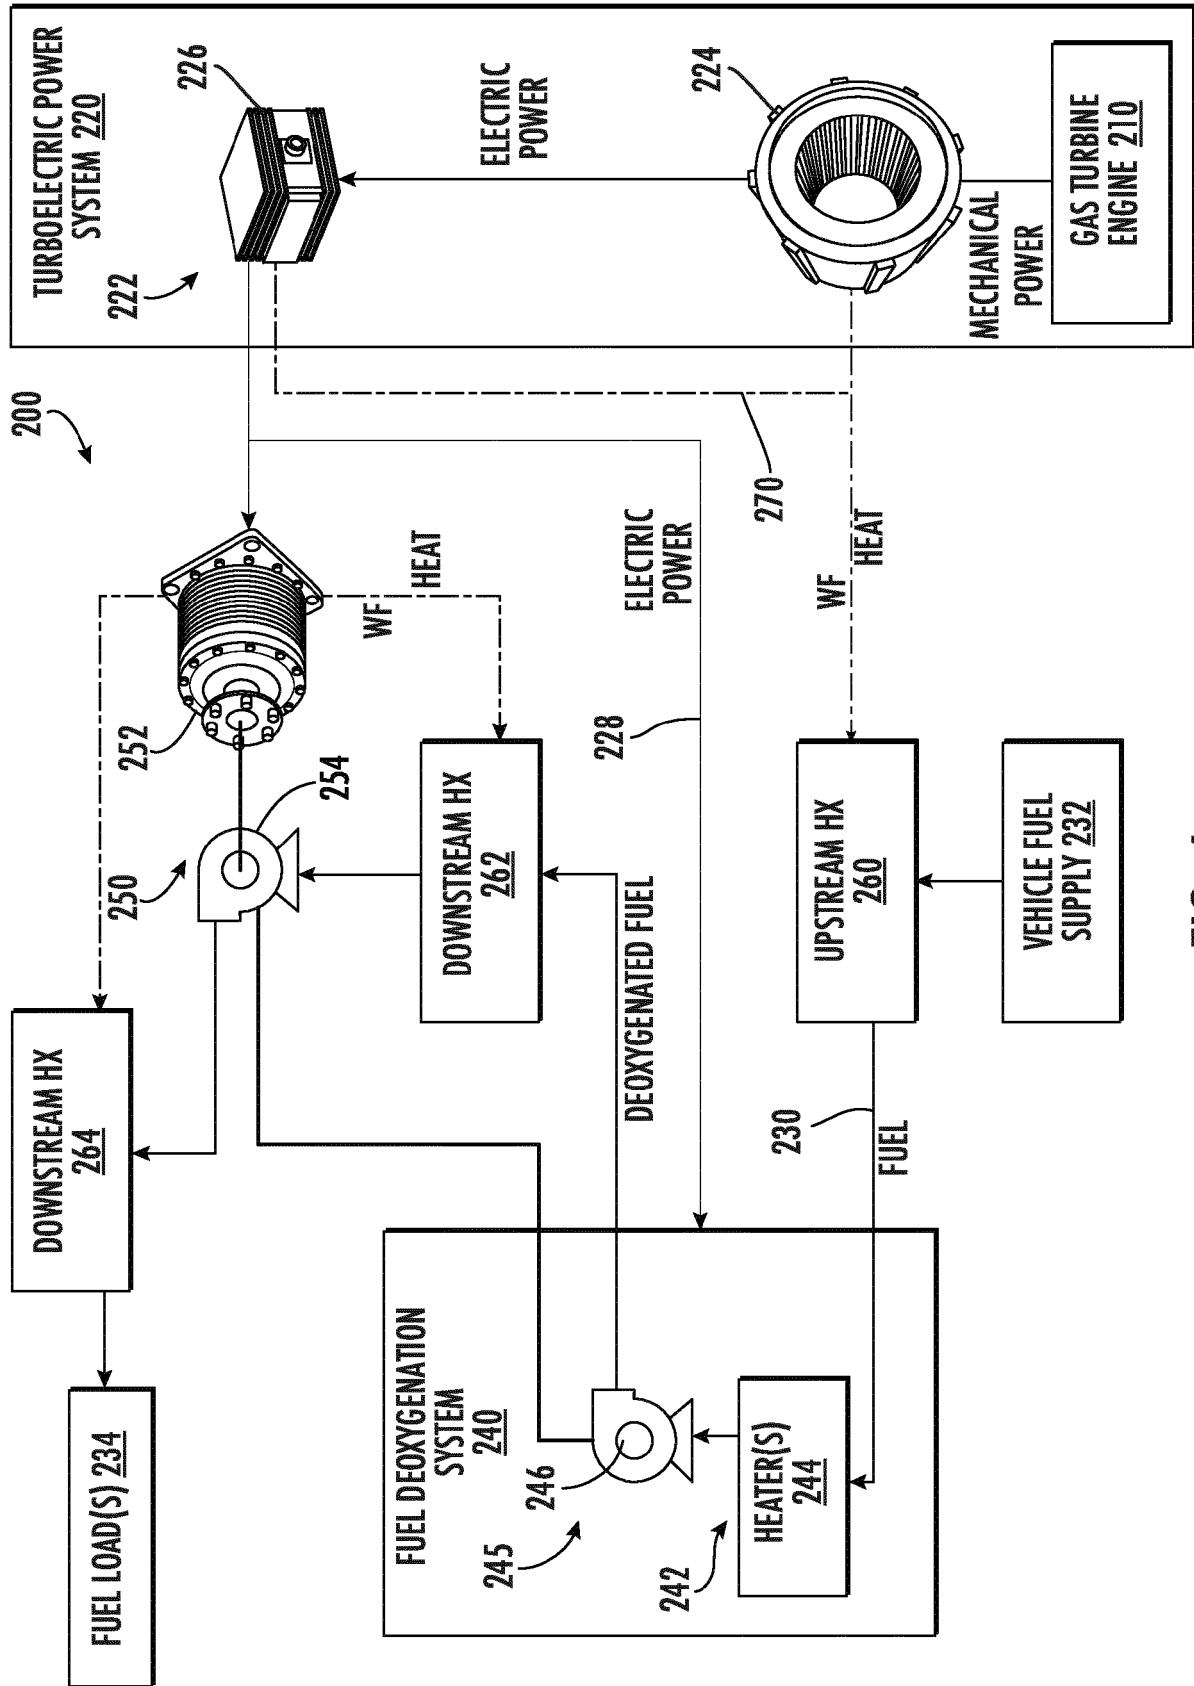 200
TURBOELECTRIC POWER
SYSTEM 220
222
226
ELECTRIC
POWER
224
MECHANICAL
POWER
GAS TURBINE
ENGINE 210
FUEL LOAD(S) 234
DOWNSTREAM HX
264
250
252
254
WF
HEAT
DOWNSTREAM HX
262
228
ELECTRIC
POWER
270
WF
HEAT
DEOXYGENATED FUEL
FUEL DEOXYGENATION
SYSTEM
240
245
246
242
HEATER(S)
244
230
FUEL
UPSTREAM HX
260
VEHICLE FUEL
SUPPLY 232